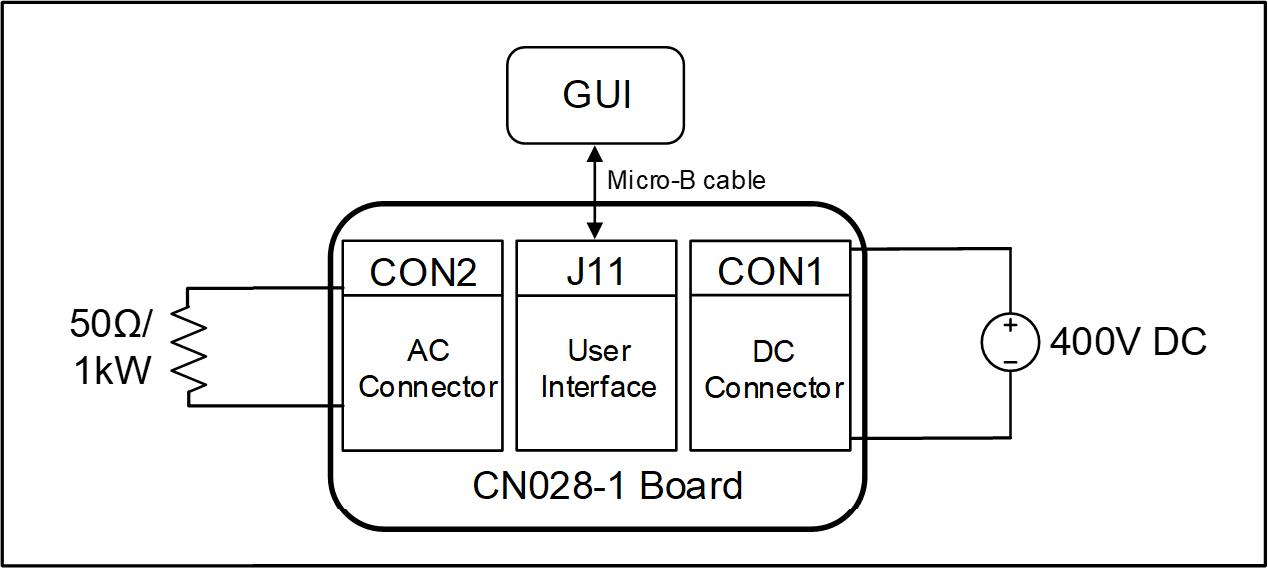 GUI
Micro-B cable
CON2
J11
CON1
50Ω/
1kW
AC
Connector
User
Interface
DC
Connector
+
−
400V DC
CN028-1 Board